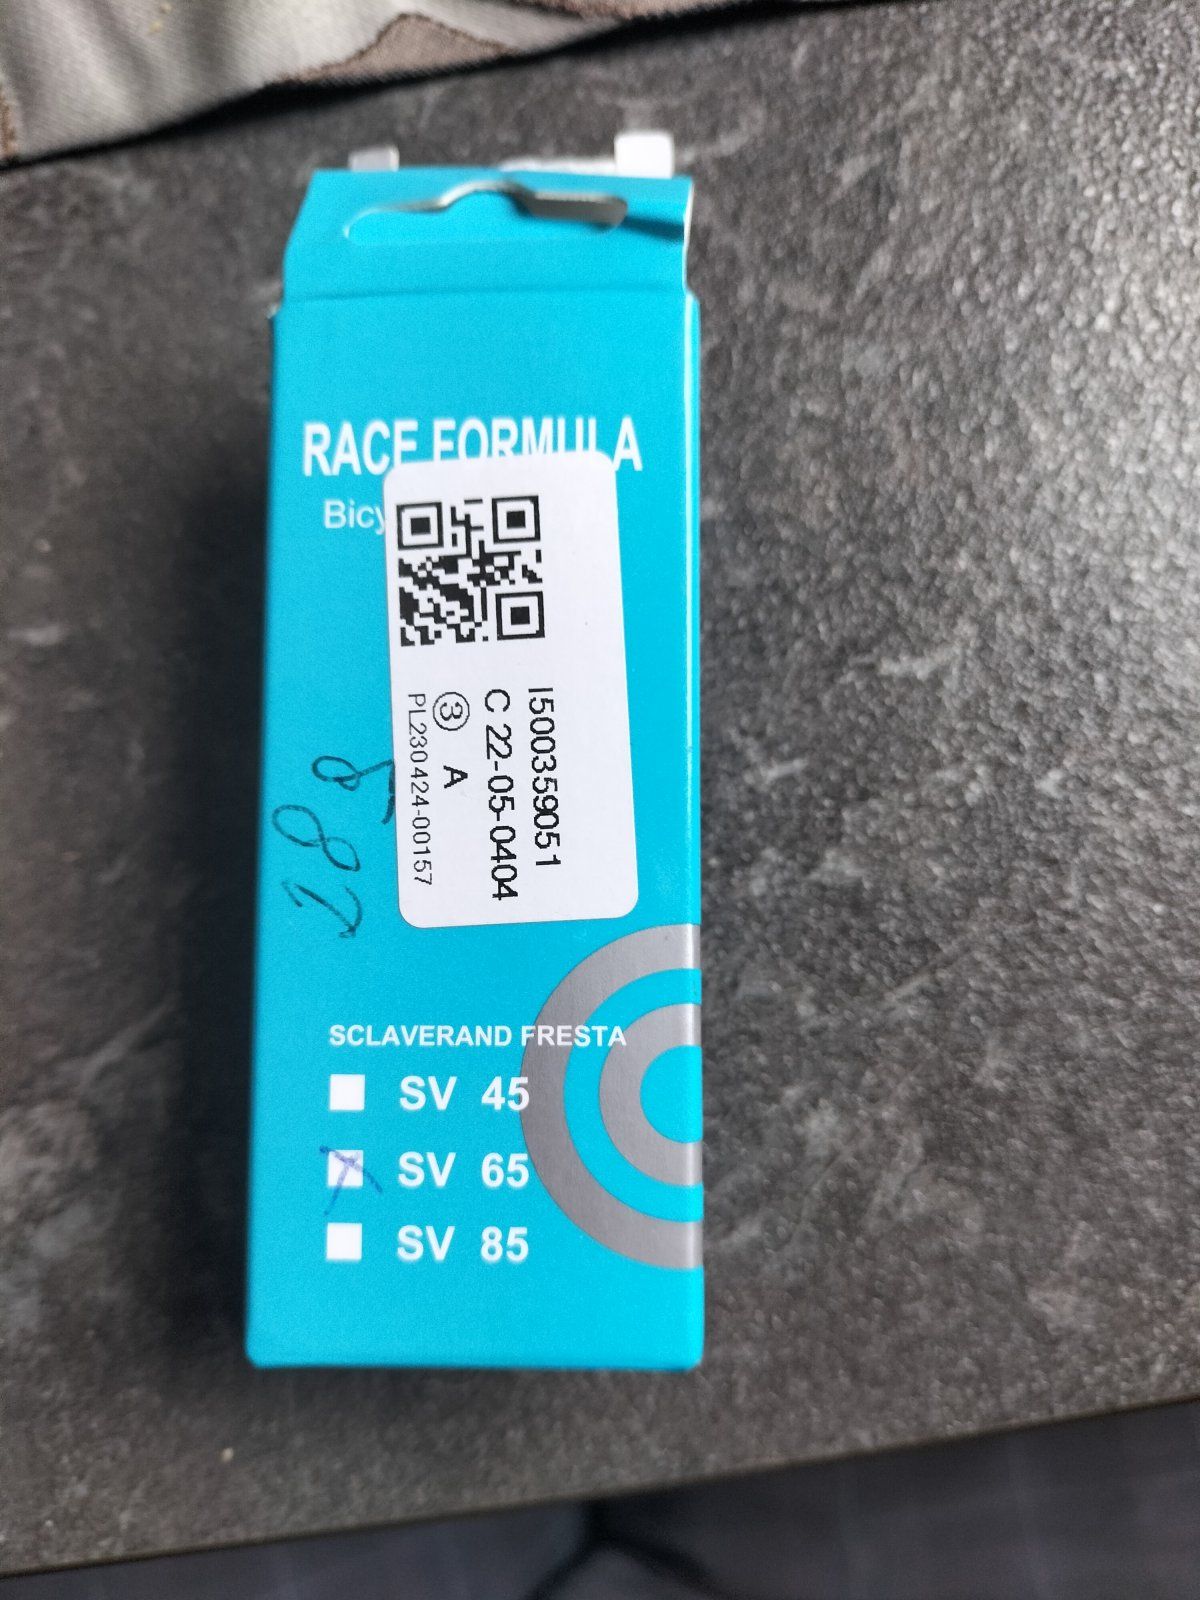 RACE FORMULA
Bicy
I500359051
C 22-05-0404
③ A
PL230424-00157
SCLAVERAND FRESTA
SV 45
SV 65
SV 85